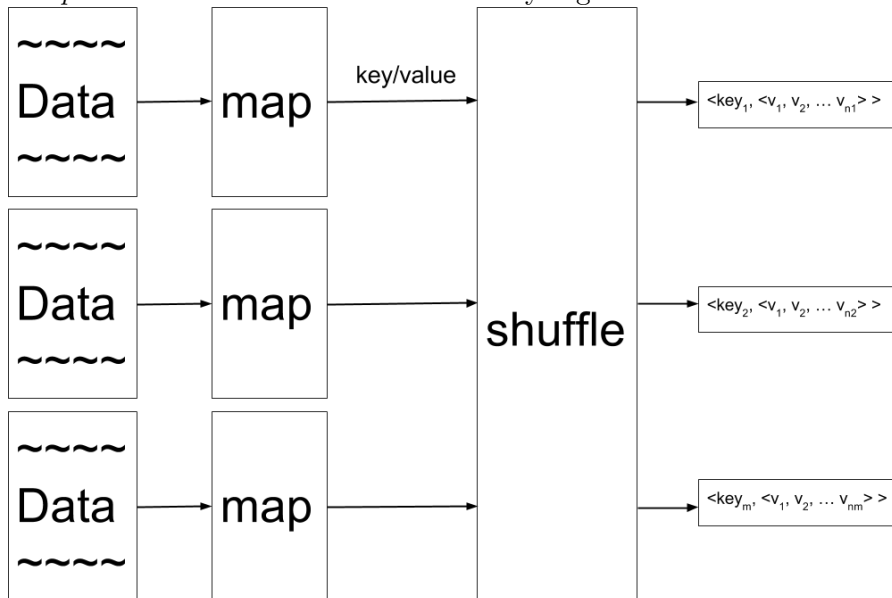 ~~~~
Data
~~~~
map
key/value
<key1, <v1, v2, … vn1> >
~~~~
Data
~~~~
map
shuffle
<key2, <v1, v2, … vn2> >
~~~~
Data
~~~~
map
<keym, <v1, v2, … vnm> >